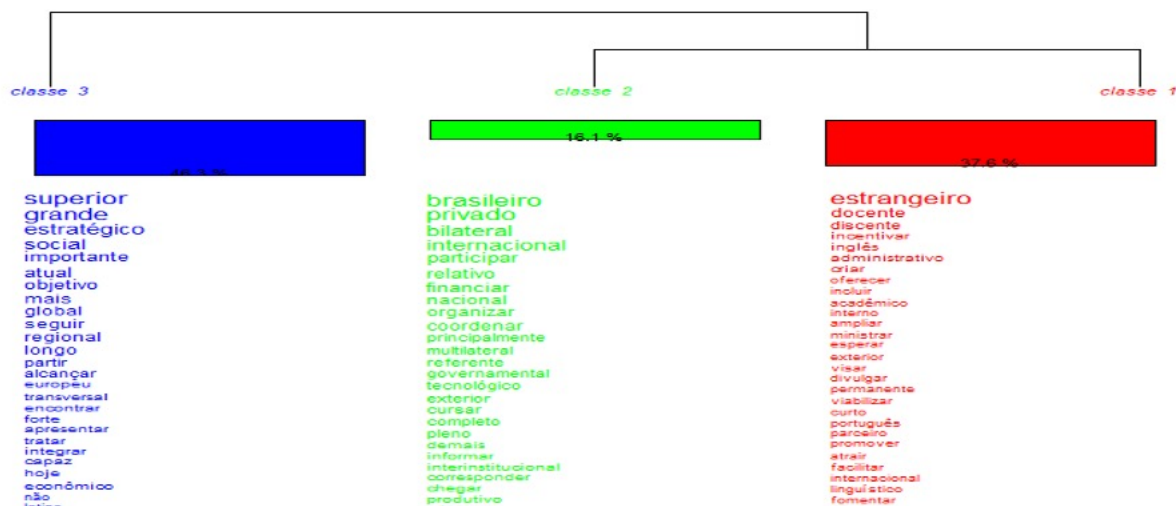 classe 3
classe 2
classe 1
46.3 %
16.1 %
37.6 %
superior
grande
estratégico
social
importante
atual
objetivo
mais
global
seguir
regional
longo
partir
alcançar
européu
transversal
encontrar
forte
apresentar
tratar
integrar
capaz
hoje
econômico
não
brasileiro
privado
bilateral
internacional
participar
relativo
financiar
nacional
organizar
coordenar
principalmente
multilateral
referente
governamental
tecnológico
exterior
cursar
completo
pleno
demais
informar
interinstitucional
corresponder
chegar
produtivo
estrangeiro
docente
discente
incentivar
inglês
administrativo
criar
oferecer
incluir
acadêmico
interno
ampliar
ministrar
esperar
exterior
visar
divulgar
permanente
viabilizar
curto
português
parceiro
promover
atrair
facilitar
internacional
linguístico
fomentar